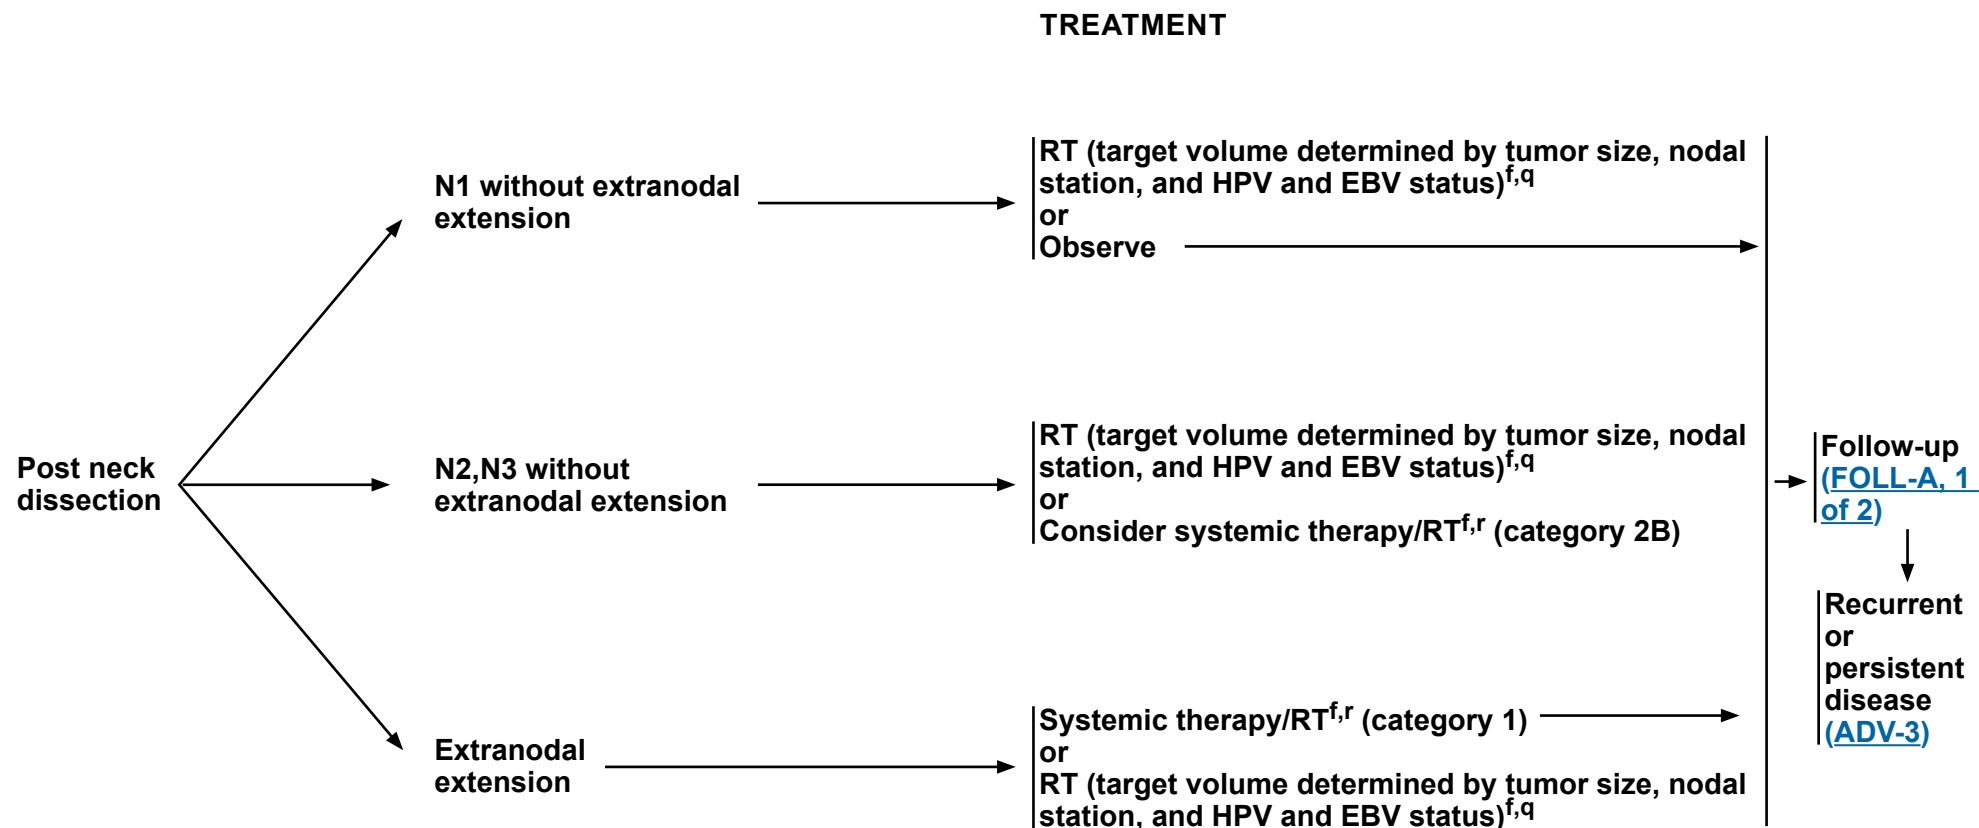 TREATMENT
Post neck
dissection
N1 without extranodal
extension
RT (target volume determined by tumor size, nodal
station, and HPV and EBV status)f,q
or
Observe
N2,N3 without
extranodal extension
RT (target volume determined by tumor size, nodal
station, and HPV and EBV status)f,q
or
Consider systemic therapy/RTf,r (category 2B)
Extranodal
extension
Systemic therapy/RTf,r (category 1)
or
RT (target volume determined by tumor size, nodal
station, and HPV and EBV status)f,q
Follow-up
(FOLL-A, 1
of 2)
Recurrent
or
persistent
disease
(ADV-3)